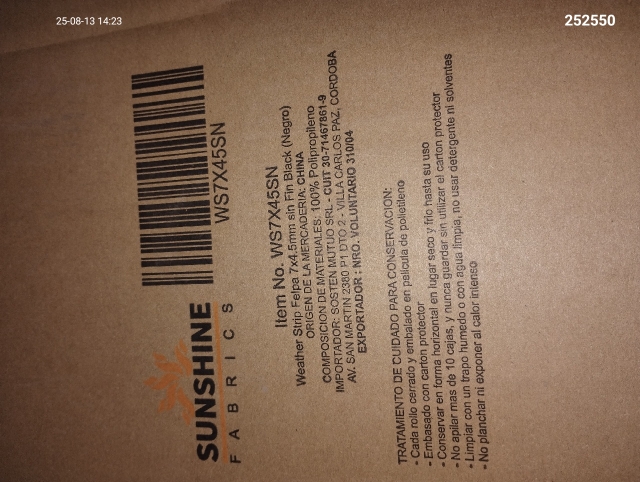 25-08-13 14:23
252550
WS7X45SN
SUNSHINE
FABRICS
Item No. WS7X45SN
Weather Strip Felpa 7x4.5mm sin Fin Black (Negro)
ORIGEN DE LA MERCADERIA: CHINA
COMPOSICION DE MATERIALES: 100% Polipropileno
IMPORTADOR: SOSTEN MUTUO SRL - CUIT 30-71467861-9
AV. SAN MARTIN 2380 P1 DTO 2 - VILLA CARLOS PAZ, CORDOBA
EXPORTADOR : NRO. VOLUNTARIO 310/04
TRATAMIENTO DE CUIDADO PARA CONSERVACION:
- Cada rollo cerrado y embalado en pelicula de polietileno
- Embasado con carton protector
- Conservar en forma horizontal en lugar seco y frio hasta su uso
- No apilar mas de 10 cajas, y nunca guardar sin utilizar el carton protector
- Limpiar con un trapo humedo o con agua limpia, no usar detergente ni solventes
- No planchar ni exponer al calor intenso